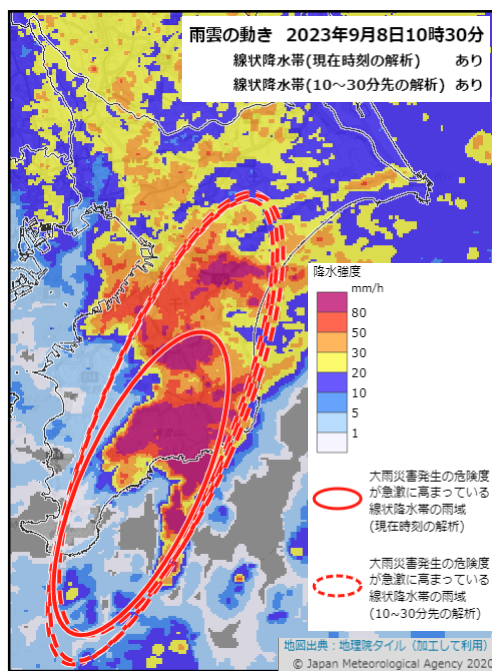 雨雲の動き 2023年9月8日10時30分
線状降水帯(現在時刻の解析) あり
線状降水帯(10～30分先の解析) あり
降水強度
mm/h
80
50
30
20
10
5
1
大雨災害発生の危険度
が急激に高まっている
線状降水帯の雨域
(現在時刻の解析)
大雨災害発生の危険度
が急激に高まっている
線状降水帯の雨域
(10~30分先の解析)
地図出典：地理院タイル（加工して利用）
© Japan Meteorological Agency